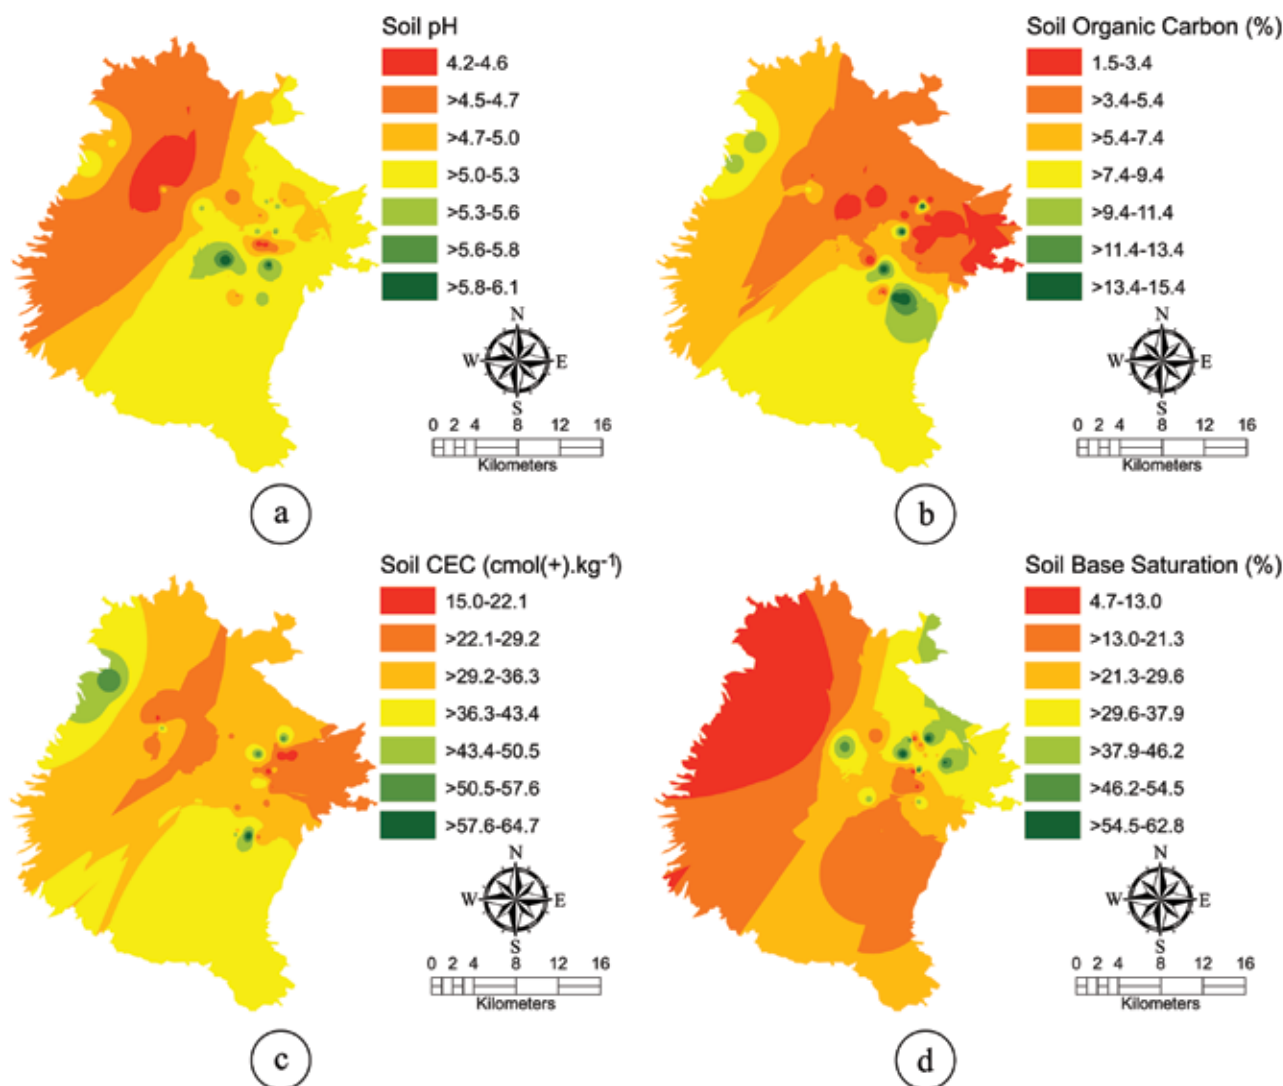 Soil pH
4.2-4.6
>4.5-4.7
>4.7-5.0
>5.0-5.3
>5.3-5.6
>5.6-5.8
>5.8-6.1
N
W E
S
0 2 4 8 12 16
Kilometers
a
Soil Organic Carbon (%)
1.5-3.4
>3.4-5.4
>5.4-7.4
>7.4-9.4
>9.4-11.4
>11.4-13.4
>13.4-15.4
N
W E
S
0 2 4 8 12 16
Kilometers
b
Soil CEC (cmol(+).kg⁻¹)
15.0-22.1
>22.1-29.2
>29.2-36.3
>36.3-43.4
>43.4-50.5
>50.5-57.6
>57.6-64.7
N
W E
S
0 2 4 8 12 16
Kilometers
c
Soil Base Saturation (%)
4.7-13.0
>13.0-21.3
>21.3-29.6
>29.6-37.9
>37.9-46.2
>46.2-54.5
>54.5-62.8
N
W E
S
0 2 4 8 12 16
Kilometers
d